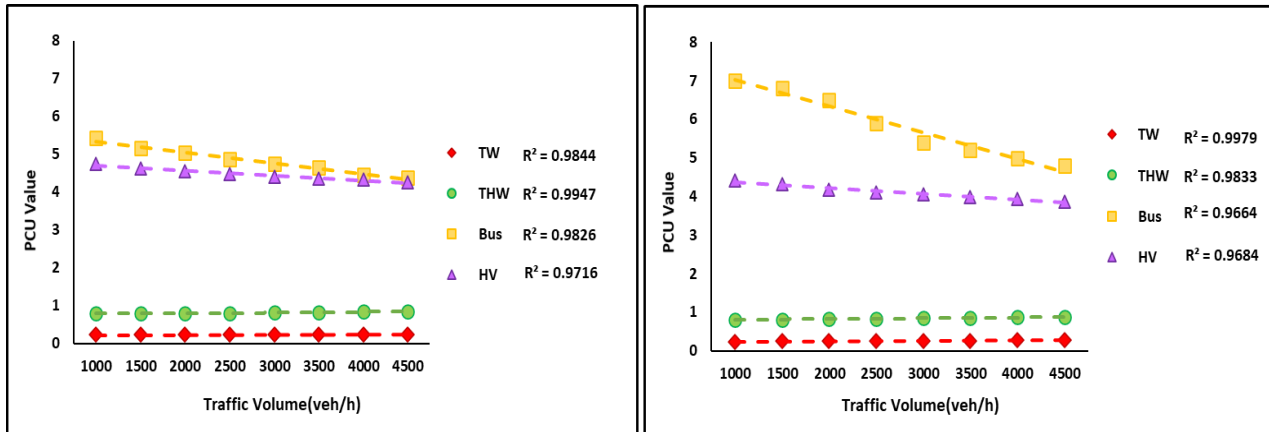 8
7
6
5
4
3
2
1
0
PCU Value
1000 1500 2000 2500 3000 3500 4000 4500
Traffic Volume(veh/h)
TW R² = 0.9844
THW R² = 0.9947
Bus R² = 0.9826
HV R² = 0.9716
8
7
6
5
4
3
2
1
0
PCU Value
1000 1500 2000 2500 3000 3500 4000 4500
Traffic Volume(veh/h)
TW R² = 0.9979
THW R² = 0.9833
Bus R² = 0.9664
HV R² = 0.9684